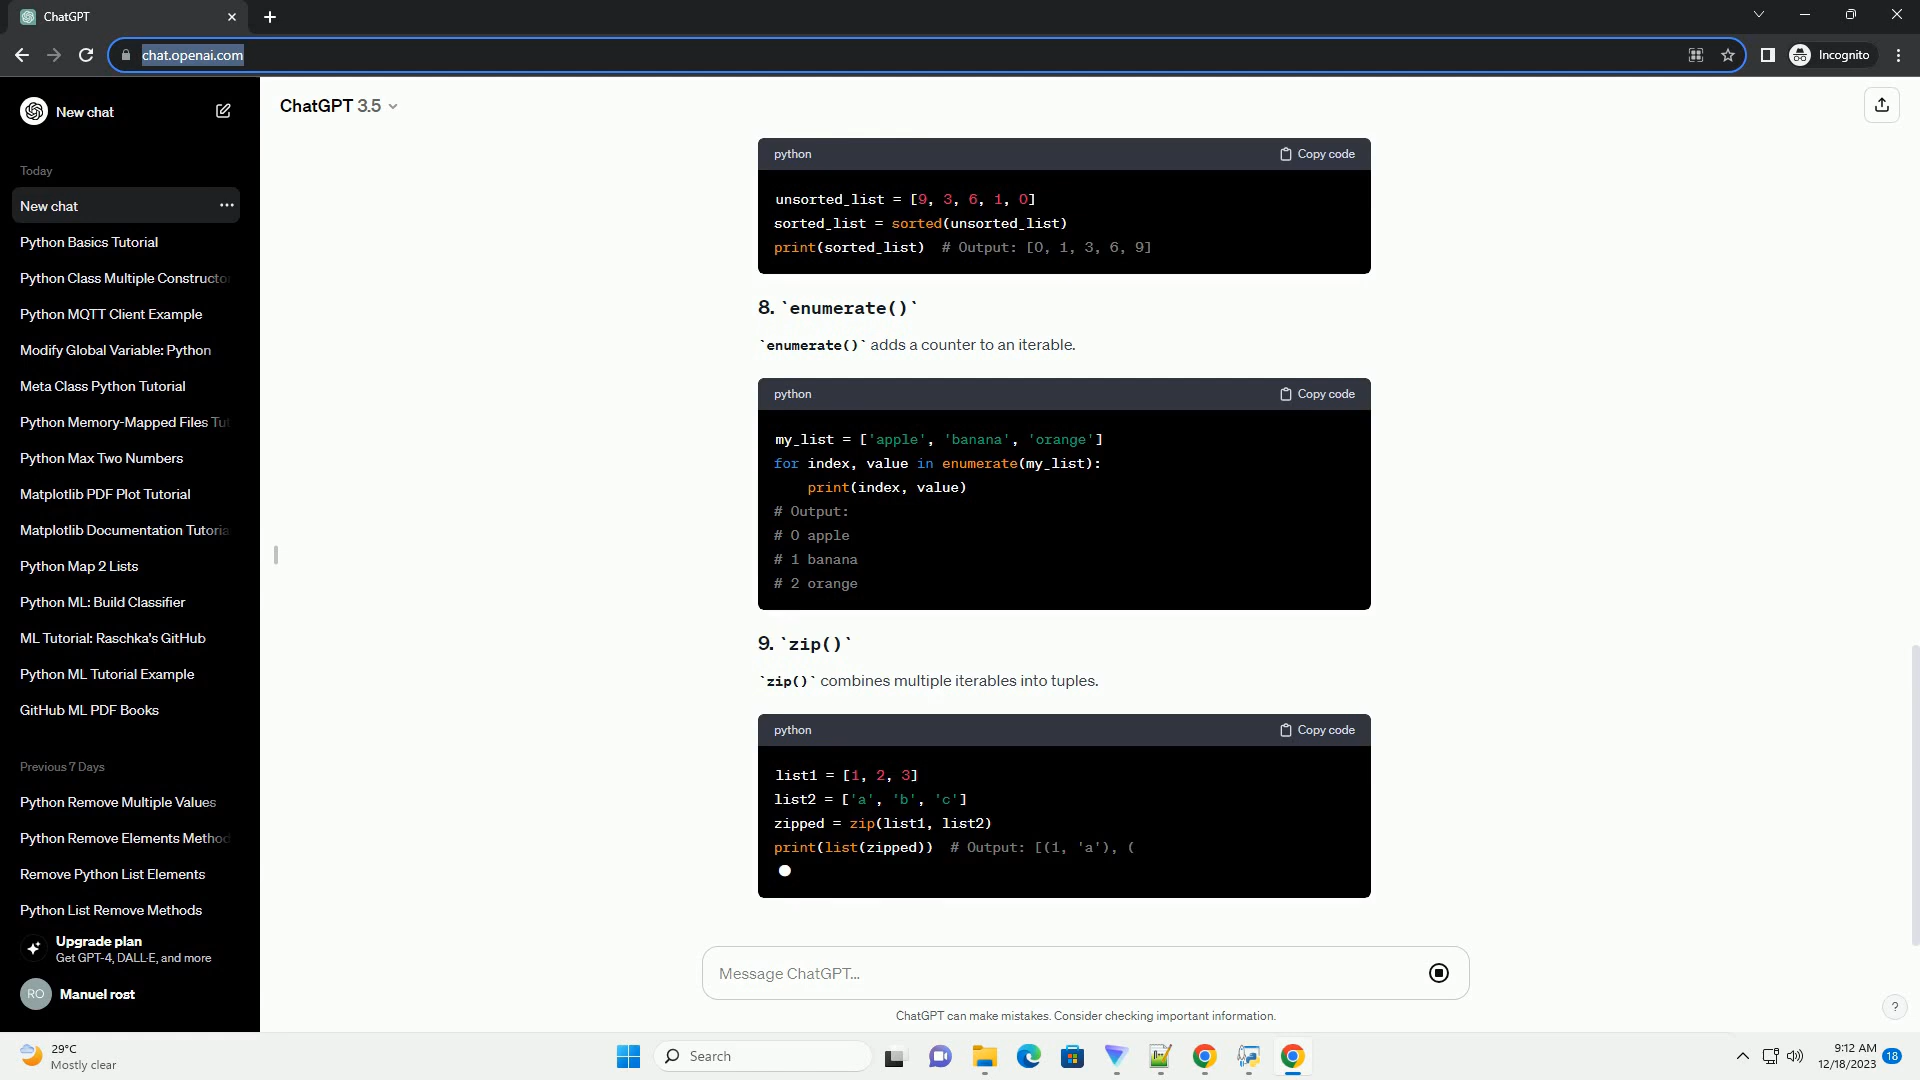 ChatGPT
chat.openai.com
Incognito
New chat
Today
New chat
Python Basics Tutorial
Python Class Multiple Constructo
Python MQTT Client Example
Modify Global Variable: Python
Meta Class Python Tutorial
Python Memory-Mapped Files Tut
Python Max Two Numbers
Matplotlib PDF Plot Tutorial
Matplotlib Documentation Tutoria
Python Map 2 Lists
Python ML: Build Classifier
ML Tutorial: Raschka's GitHub
Python ML Tutorial Example
GitHub ML PDF Books
Previous 7 Days
Python Remove Multiple Values
Python Remove Elements Method
Remove Python List Elements
Python List Remove Methods
Upgrade plan
Get GPT-4, DALL·E, and more
RO Manuel rost
ChatGPT 3.5
python Copy code
unsorted_list = [9, 3, 6, 1, 0]
sorted_list = sorted(unsorted_list)
print(sorted_list)  # Output: [0, 1, 3, 6, 9]
8. `enumerate()`
`enumerate()` adds a counter to an iterable.
python Copy code
my_list = ['apple', 'banana', 'orange']
for index, value in enumerate(my_list):
    print(index, value)
# Output:
# 0 apple
# 1 banana
# 2 orange
9. `zip()`
`zip()` combines multiple iterables into tuples.
python Copy code
list1 = [1, 2, 3]
list2 = ['a', 'b', 'c']
zipped = zip(list1, list2)
print(list(zipped))  # Output: [(1, 'a'), (
Message ChatGPT…
ChatGPT can make mistakes. Consider checking important information.
?
29°C
Mostly clear
Search
9:12 AM
12/18/2023
18